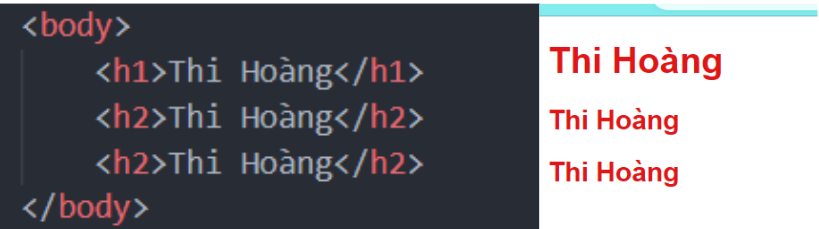 <body>
<h1>Thi Hoàng</h1>
<h2>Thi Hoàng</h2>
<h2>Thi Hoàng</h2>
</body>
Thi Hoàng
Thi Hoàng
Thi Hoàng